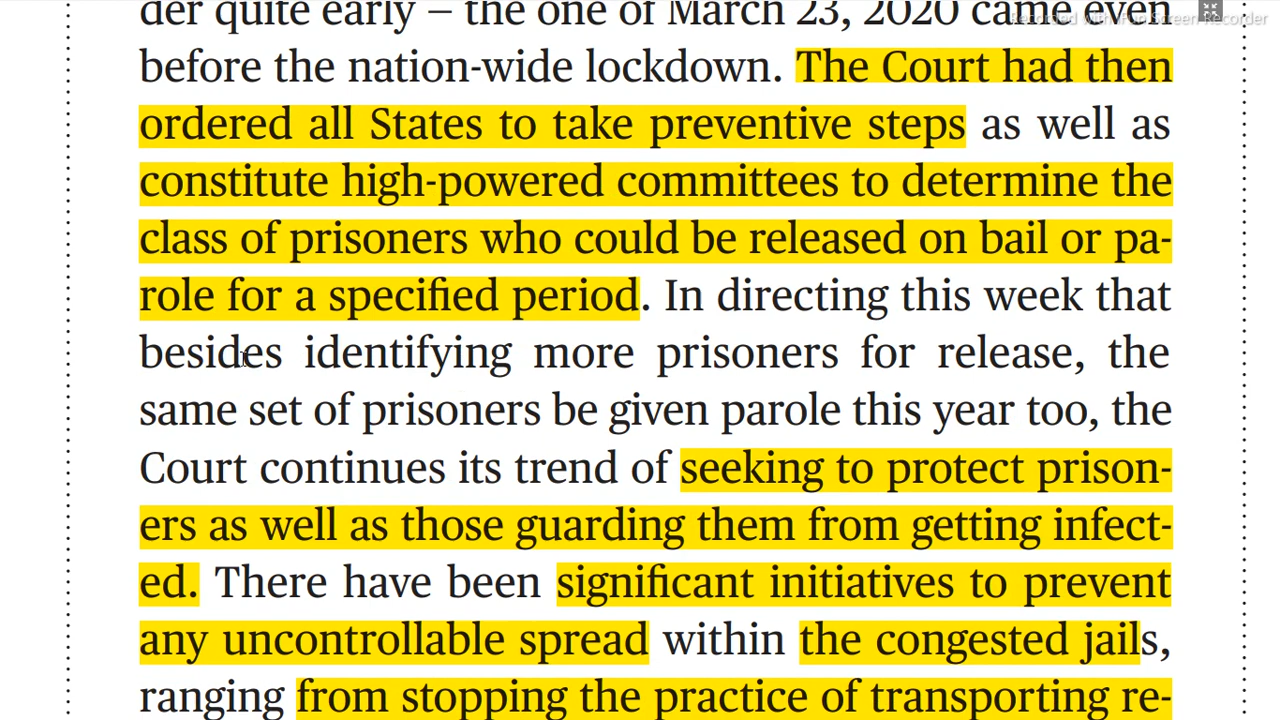 der quite early – the one of March 23, 2020 came even
Recorded with iFun Screen Recorder
before the nation-wide lockdown. The Court had then
ordered all States to take preventive steps as well as
constitute high-powered committees to determine the
class of prisoners who could be released on bail or pa-
role for a specified period. In directing this week that
besides identifying more prisoners for release, the
same set of prisoners be given parole this year too, the
Court continues its trend of seeking to protect prison-
ers as well as those guarding them from getting infect-
ed. There have been significant initiatives to prevent
any uncontrollable spread within the congested jails,
ranging from stopping the practice of transporting re-